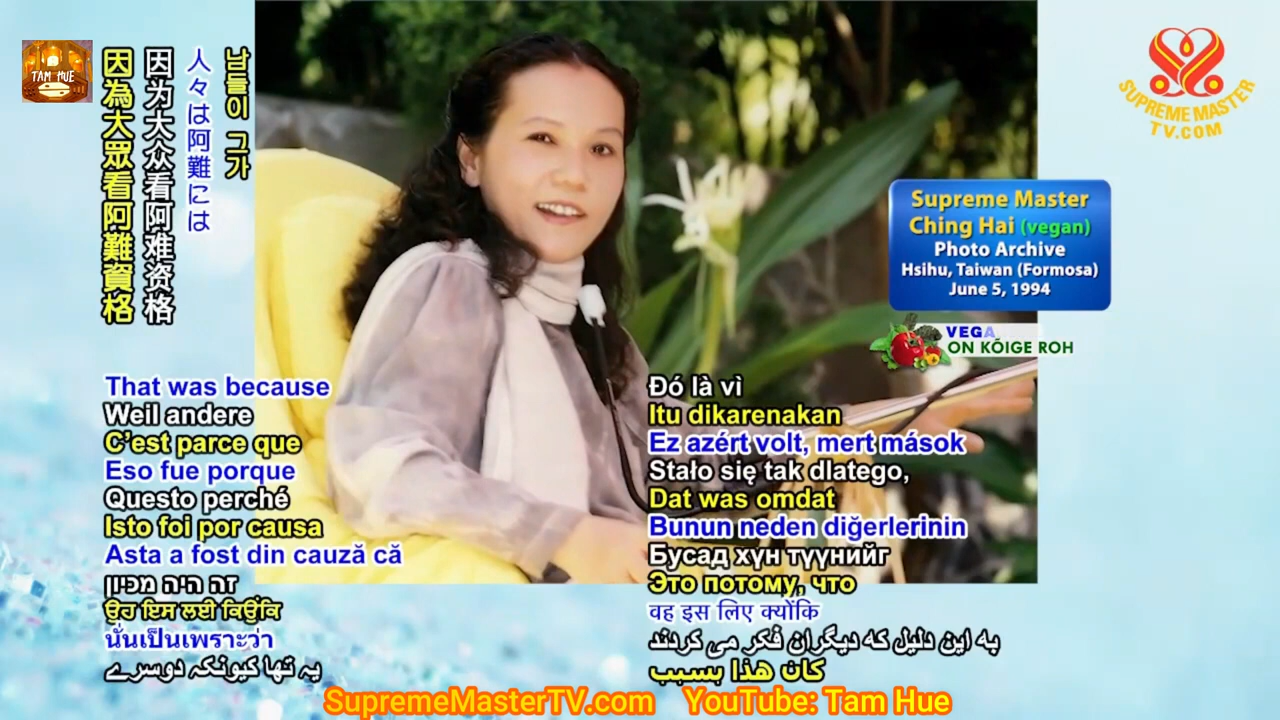 TAM HUE
因為大眾看阿難資格
因为大众看阿难资格
人々は阿難には
남들이 그가
SUPREME MASTER
TV.COM
Supreme Master
Ching Hai (vegan)
Photo Archive
Hsihu, Taiwan (Formosa)
June 5, 1994
VEGA
ON KÕIGE ROH
That was because
Weil andere
C'est parce que
Eso fue porque
Questo perché
Isto foi por causa
Asta a fost din cauză că
זה היה מכיון
ਉਹ ਇਸ ਲਈ ਕਿਉਂਕਿ
นั่นเป็นเพราะว่า
یہ تھا کیونکہ دوسرے
Đó là vì
Itu dikarenakan
Ez azért volt, mert mások
Stało się tak dlatego,
Dat was omdat
Bunun neden diğerlerinin
Бусад хүн түүнийг
Это потому, что
वह इस लिए क्योंकि
به این دلیل که دیگران فکر می کردند
كان هذا بسبب
SupremeMasterTV.com YouTube: Tam Hue